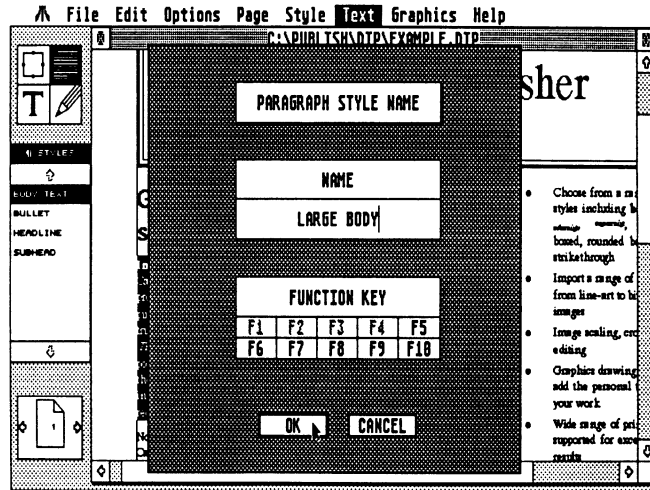 File Edit Options Page Style Text Graphics Help
C:\PUBLISH\DTP\EXAMPLE.DTP
sher
T
¶ STYLES
BODY TEXT
BULLET
HEADLINE
SUBHEAD
1
PARAGRAPH STYLE NAME
NAME
LARGE BODY
FUNCTION KEY
F1 F2 F3 F4 F5
F6 F7 F8 F9 F10
OK CANCEL
G
S
No
• Choose from a
styles including
boxed, rounded
strikethrough
• Import a range of
from line-art to
images
• Image scaling,
editing
• Graphics drawing
add the personal
your work
• Wide range of
supported for
results